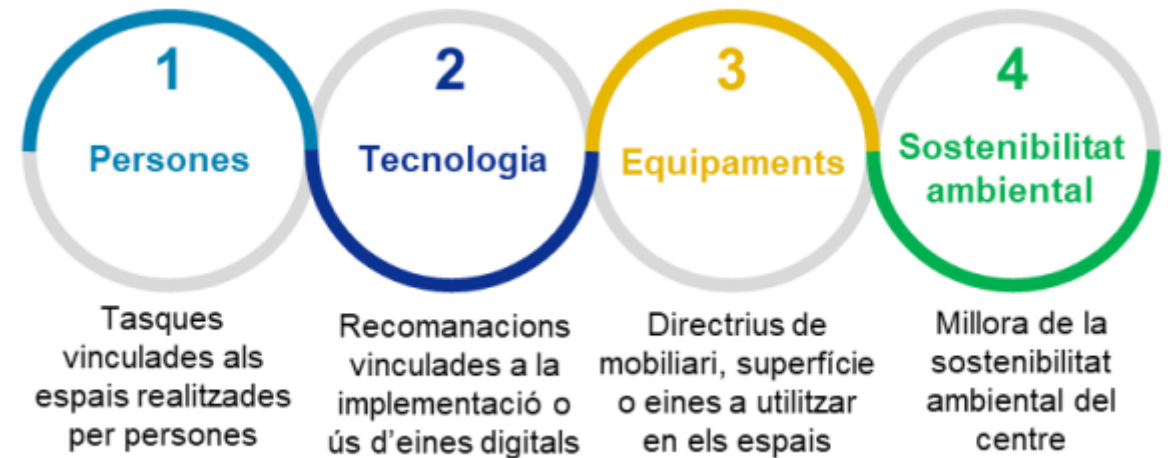 1
Persones
Tasques
vinculades als
espais realitzades
per persones
2
Tecnologia
Recomanacions
vinculades a la
implementació o
ús d'eines digitals
3
Equipaments
Directrius de
mobiliari, superfície
o eines a utilitzar
en els espais
4
Sostenibilitat
ambiental
Millora de la
sostenibilitat
ambiental del
centre